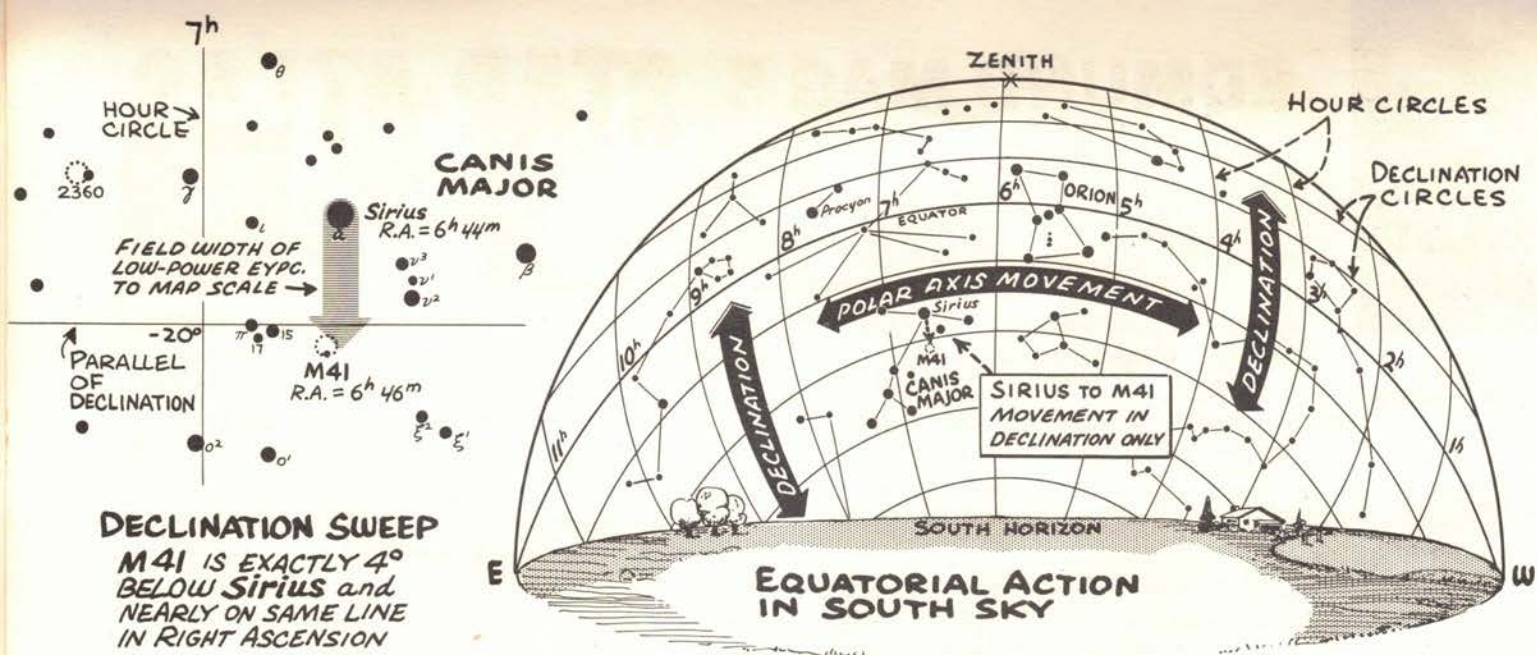 7h
θ
HOUR
CIRCLE
CANIS
MAJOR
2360
γ
Sirius
α
R.A. = 6h 44m
ι
FIELD WIDTH OF
LOW-POWER EYPC.
TO MAP SCALE
ν3
ν1
ν2
β
-20°
π
17
15
PARALLEL
OF
DECLINATION
M41
R.A. = 6h 46m
ξ2
ξ1
ο2
ο1
DECLINATION SWEEP
M41 IS EXACTLY 4°
BELOW Sirius and
NEARLY ON SAME LINE
IN RIGHT ASCENSION
ZENITH
HOUR CIRCLES
DECLINATION
CIRCLES
6h
ORION
5h
Procyon
7h
EQUATOR
8h
4h
9h
3h
POLAR AXIS MOVEMENT
DECLINATION
Sirius
10h
2h
M41
CANIS
MAJOR
DECLINATION
SIRIUS TO M41
MOVEMENT IN
DECLINATION ONLY
11h
1h
SOUTH HORIZON
E
W
EQUATORIAL ACTION
IN SOUTH SKY